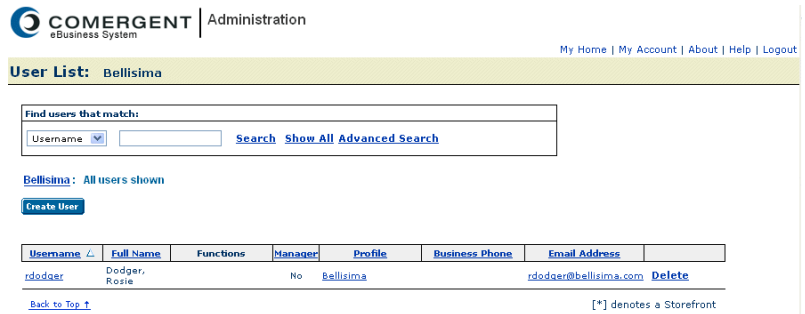 COMERGENT Administration
eBusiness System
My Home | My Account | About | Help | Logout
User List: Bellisima
Find users that match:
Username Search Show All Advanced Search
Bellisima: All users shown
Create User
Username △ Full Name Functions Manager Profile Business Phone Email Address
rdodger Dodger, Rosie No Bellisima rdodger@bellisima.com Delete
Back to Top ↑ [*] denotes a Storefront